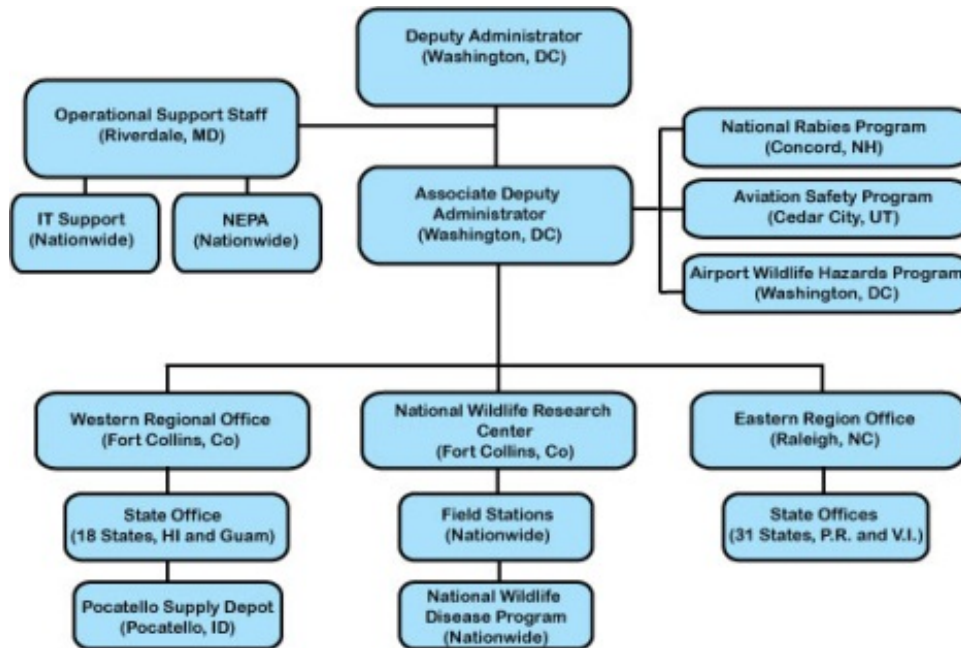 Deputy Administrator
(Washington, DC)
Operational Support Staff
(Riverdale, MD)
IT Support
(Nationwide)
NEPA
(Nationwide)
Associate Deputy
Administrator
(Washington, DC)
National Rabies Program
(Concord, NH)
Aviation Safety Program
(Cedar City, UT)
Airport Wildlife Hazards Program
(Washington, DC)
Western Regional Office
(Fort Collins, Co)
State Office
(18 States, HI and Guam)
Pocatello Supply Depot
(Pocatello, ID)
National Wildlife Research
Center
(Fort Collins, Co)
Field Stations
(Nationwide)
National Wildlife
Disease Program
(Nationwide)
Eastern Region Office
(Raleigh, NC)
State Offices
(31 States, P.R. and V.I.)